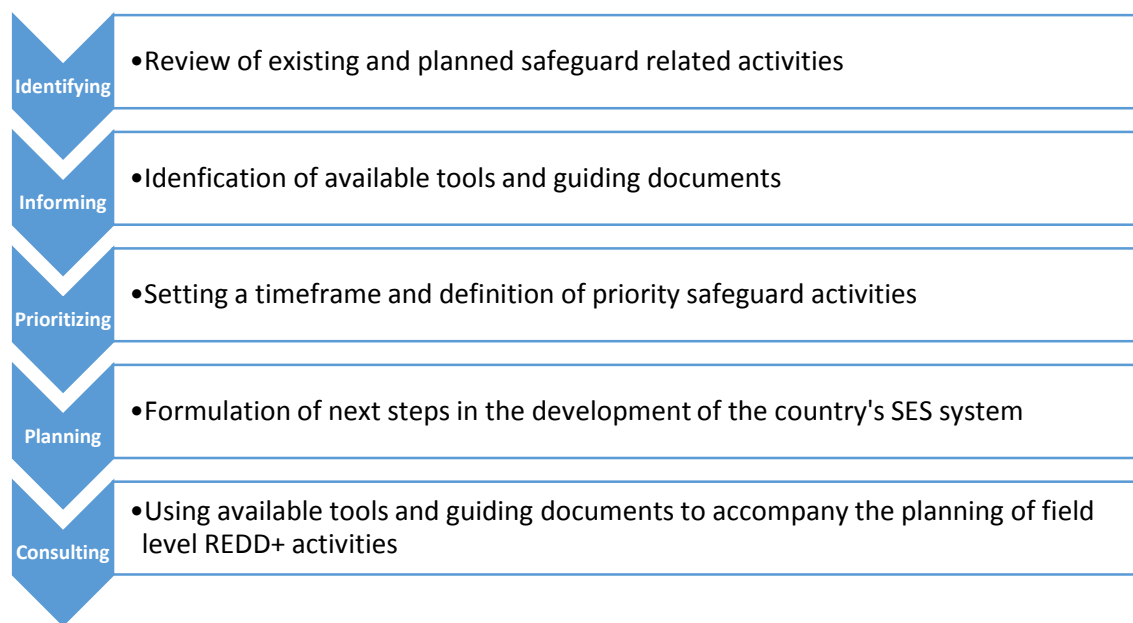 Identifying
•Review of existing and planned safeguard related activities
Informing
•Idenfication of available tools and guiding documents
Prioritizing
•Setting a timeframe and definition of priority safeguard activities
Planning
•Formulation of next steps in the development of the country's SES system
Consulting
•Using available tools and guiding documents to accompany the planning of field
level REDD+ activities